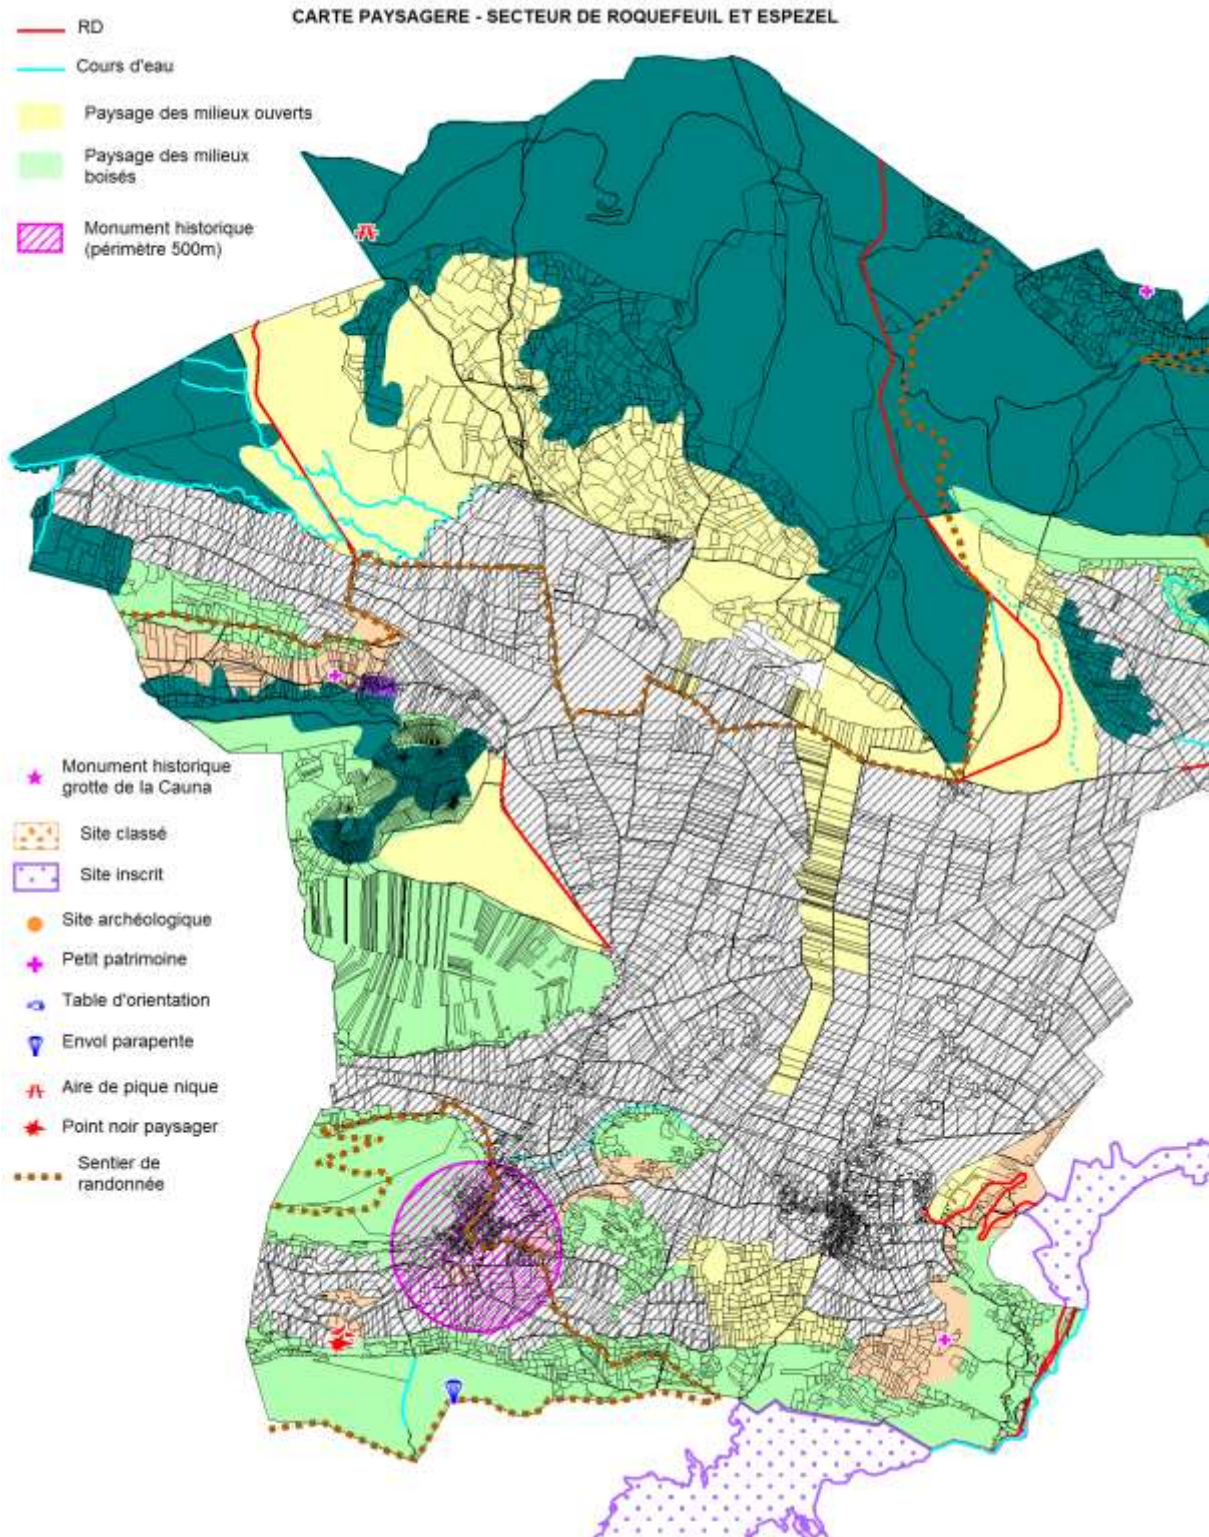 CARTE PAYSAGERE - SECTEUR DE ROQUEFEUIL ET ESPEZEL
RD
Cours d'eau
Paysage des milieux ouverts
Paysage des milieux
boisés
Monument historique
(périmètre 500m)
Monument historique
grotte de la Cauna
Site classé
Site inscrit
Site archéologique
Petit patrimoine
Table d'orientation
Envol parapente
Aire de pique nique
Point noir paysager
Sentier de
randonnée